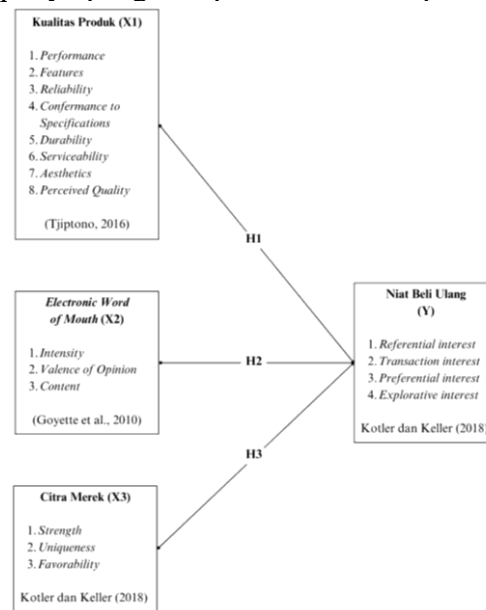 Kualitas Produk (X1)
1. Performance
2. Features
3. Reliability
4. Confermance to
Specifications
5. Durability
6. Serviceability
7. Aesthetics
8. Perceived Quality
(Tjiptono, 2016)
H1
Electronic Word
of Mouth (X2)
1. Intensity
2. Valence of Opinion
3. Content
(Goyette et al., 2010)
H2
Niat Beli Ulang
(Y)
1. Referential interest
2. Transaction interest
3. Preferential interest
4. Explorative interest
Kotler dan Keller (2018)
H3
Citra Merek (X3)
1. Strength
2. Uniqueness
3. Favorability
Kotler dan Keller (2018)